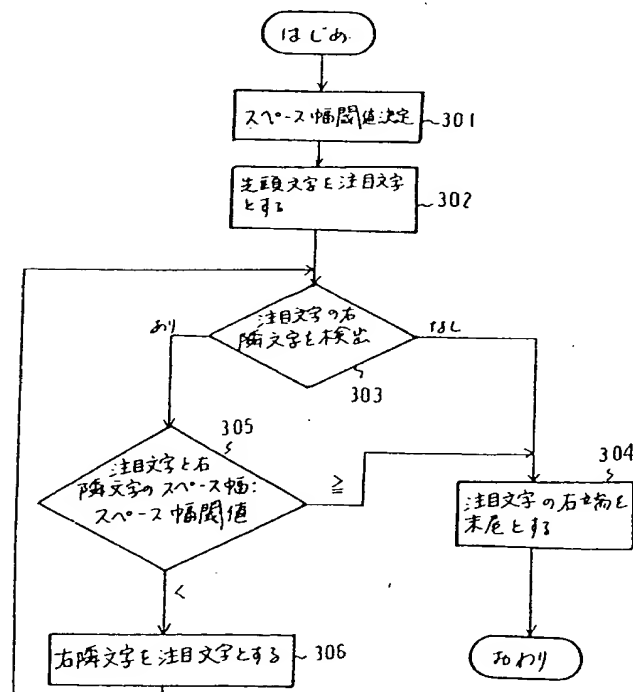 はじめ
スペース幅閾値決定
301
先頭文字を注目文字
とする
302
注目文字の右
隣文字を検出
あり
なし
303
305
注目文字と右
隣文字のスペース幅:
スペース幅閾値
≧
<
304
注目文字の右端を
末尾とする
右隣文字を注目文字とする
306
おわり